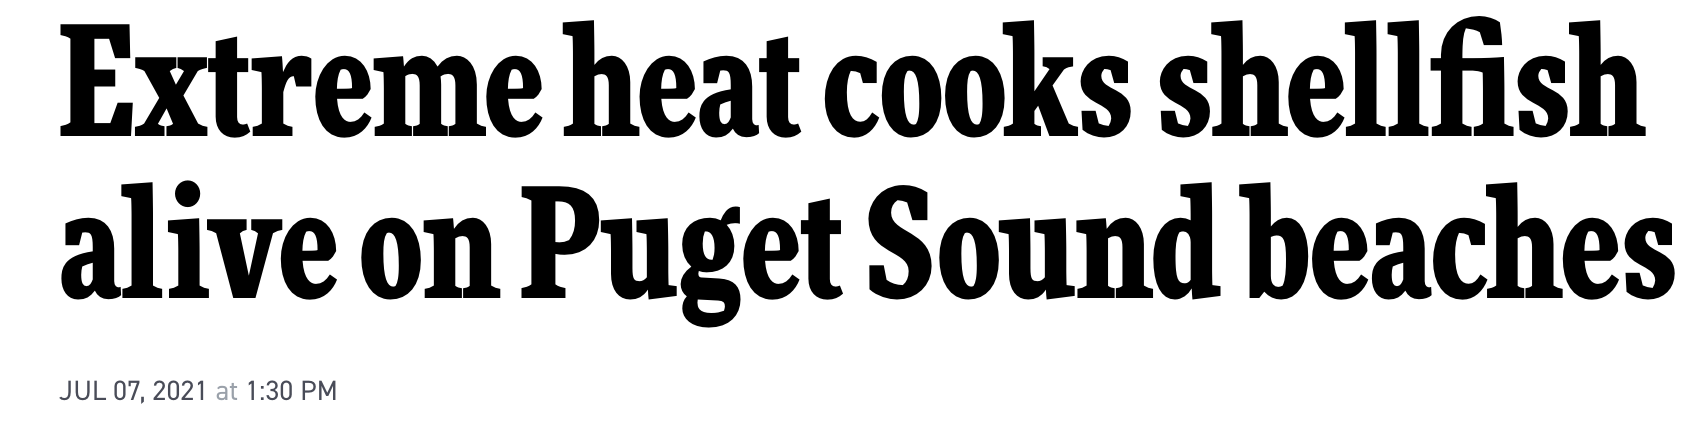 Extreme heat cooks shellfish
alive on Puget Sound beaches
JUL 07, 2021 at 1:30 PM